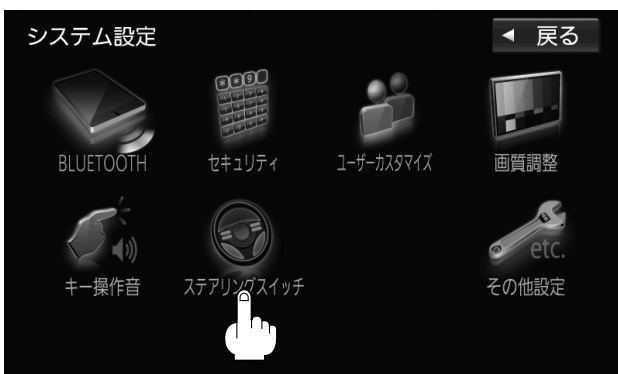 システム設定
戻る
**9
BLUETOOTH
セキュリティ
ユーザーカスタマイズ
画質調整
etc.
キー操作音
ステアリングスイッチ
その他設定